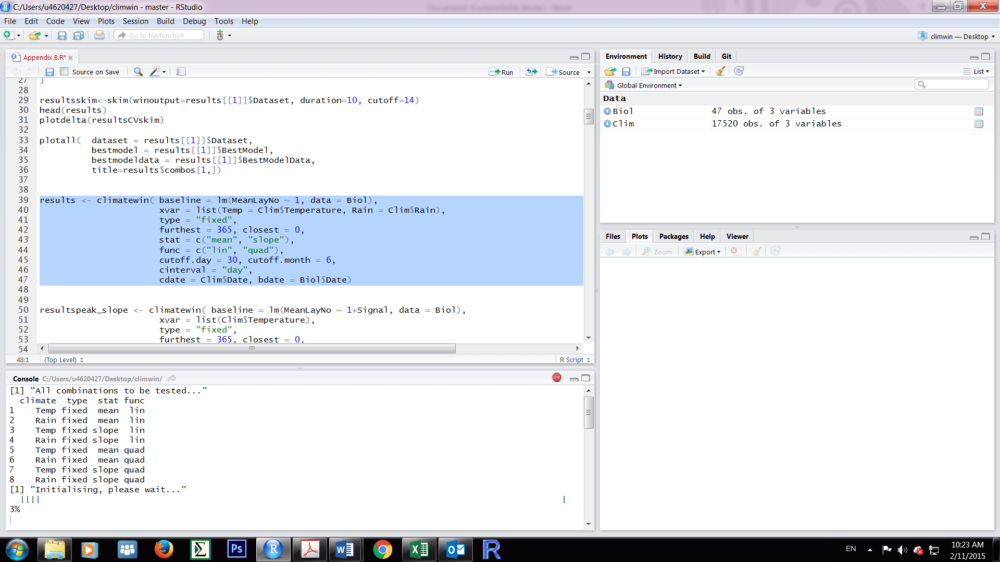 C:/Users/u4620427/Desktop/climwin - master - RStudio
File Edit Code View Plots Session Build Debug Tools Help
Go to file/function
climwin — Desktop
Appendix B.R*
Source on Save
Run
Source
27 }
28
29 resultsskim<-skim(winoutput=results[[1]]$Dataset, duration=10, cutoff=14)
30 head(results)
31 plotdelta(resultsCVskim)
32
33 plotall(  dataset = results[[1]]$Dataset,
34           bestmodel = results[[1]]$BestModel,
35           bestmodeldata = results[[1]]$BestModelData,
36           title=results$combos[1,])
37
38
39 results <- climatewin( baseline = lm(MeanLayNo ~ 1, data = Biol),
40                        xvar = list(Temp = Clim$Temperature, Rain = Clim$Rain),
41                        type = "fixed",
42                        furthest = 365, closest = 0,
43                        stat = c("mean", "slope"),
44                        func = c("lin", "quad"),
45                        cutoff.day = 30, cutoff.month = 6,
46                        cinterval = "day",
47                        cdate = Clim$Date, bdate = Biol$Date)
48
49
50 resultspeak_slope <- climatewin( baseline = lm(MeanLayNo ~ 1+Signal, data = Biol),
51                        xvar = list(Clim$Temperature),
52                        type = "fixed",
53                        furthest = 365, closest = 0,
54
48:1 (Top Level) R Script
Console C:/Users/u4620427/Desktop/climwin/
STOP
[1] "All combinations to be tested..."
  climate  type  stat func
1    Temp fixed  mean  lin
2    Rain fixed  mean  lin
3    Temp fixed slope  lin
4    Rain fixed slope  lin
5    Temp fixed  mean quad
6    Rain fixed  mean quad
7    Temp fixed slope quad
8    Rain fixed slope quad
[1] "Initialising, please wait..."
  |||| |
3%
Environment History Build Git
Import Dataset
List
Global Environment
Data
Biol 47 obs. of 3 variables
Clim 17520 obs. of 3 variables
Files Plots Packages Help Viewer
Zoom Export
EN
10:23 AM
2/11/2015